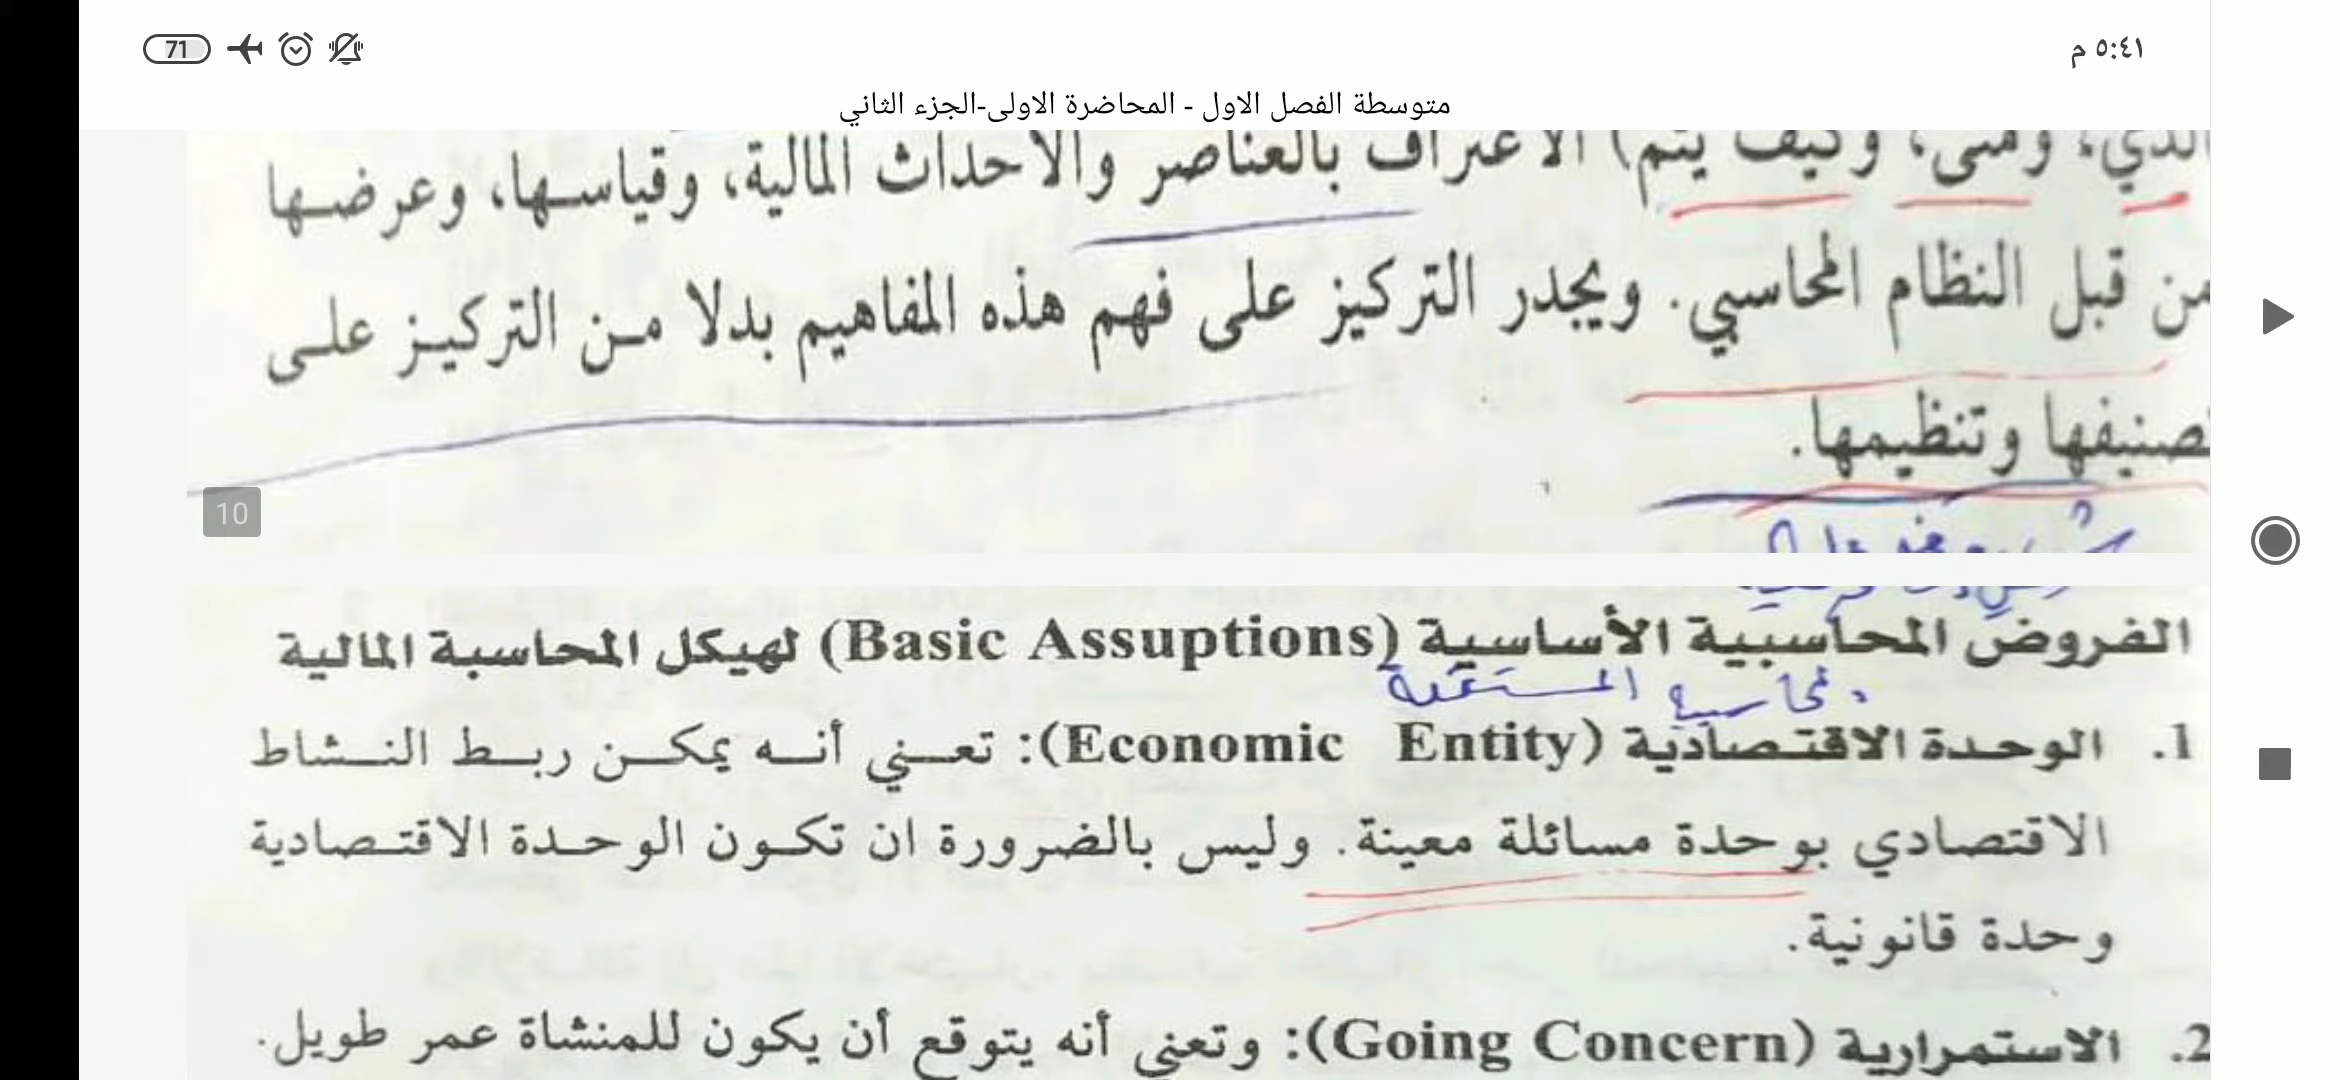 71
٥:٤١ م
متوسطة الفصل الاول - المحاضرة الاولى-الجزء الثاني
الذي، ومتى، وكيف يتم) الاعتراف بالعناصر والأحداث المالية، وقياسها، وعرضها
من قبل النظام المحاسبي. ويجدر التركيز على فهم هذه المفاهيم بدلا من التركيز على
تصنيفها وتنظيمها.
10
الفروض المحاسبية الأساسية (Basic Assuptions) لهيكل المحاسبة المالية
المستقلة
1. الوحدة الاقتصادية (Economic Entity): تعني أنه يمكن ربط النشاط
الاقتصادي بوحدة مسائلة معينة. وليس بالضرورة ان تكون الوحدة الاقتصادية
وحدة قانونية.
2. الاستمرارية (Going Concern): وتعني أنه يتوقع أن يكون للمنشاة عمر طويل.